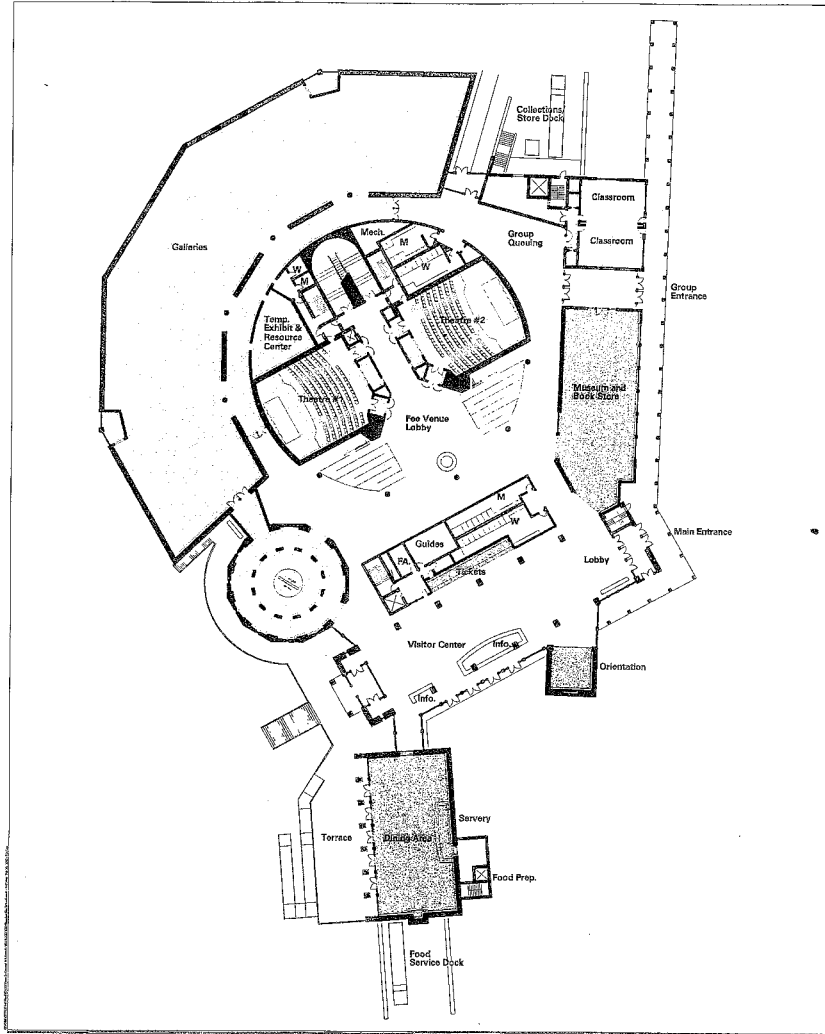 Collections/
Store Dock
Classroom
Classroom
Group
Queuing
Galleries
Mech.
M
W
W
M
Group
Entrance
Temp.
Exhibit &
Resource
Center
Theatre #2
Theatre #1
Museum and
Book Store
Fee Venue
Lobby
M
W
Guides
F.A.
Tickets
Main Entrance
Lobby
Visitor Center
Info.
Orientation
Info.
Terrace
Dining Area
Servery
Food Prep.
Food
Service Dock